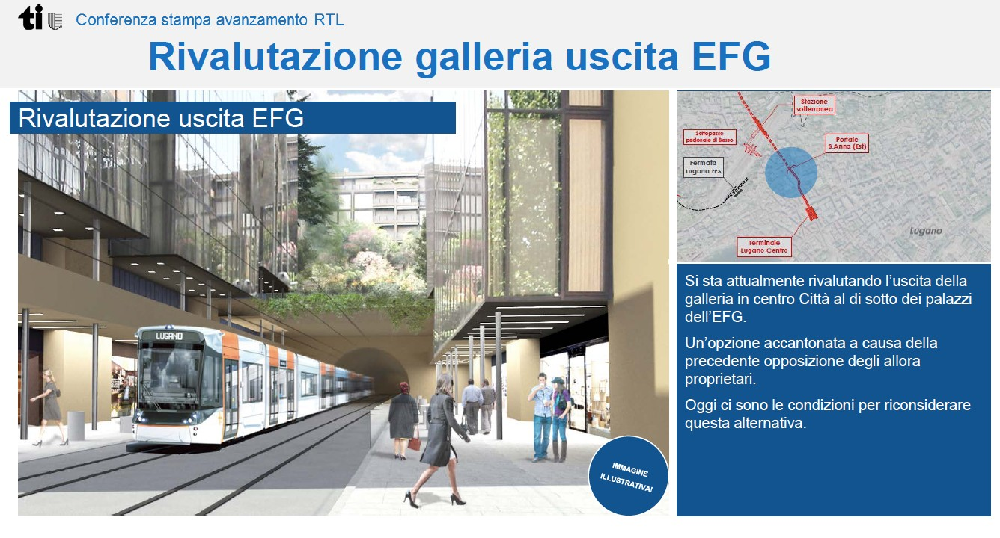 ti Conferenza stampa avanzamento RTL
Rivalutazione galleria uscita EFG
Rivalutazione uscita EFG
LUGANO
IMMAGINE
ILLUSTRATIVA!
Stazione
sotterranea
Sottopasso
pedonale di Besso
Portale
S.Anna (Est)
Fermata
Lugano FFS
Lugano
Terminale
Lugano Centro
Si sta attualmente rivalutando l’uscita della
galleria in centro Città al di sotto dei palazzi
dell’EFG.
Un’opzione accantonata a causa della
precedente opposizione degli allora
proprietari.
Oggi ci sono le condizioni per riconsiderare
questa alternativa.